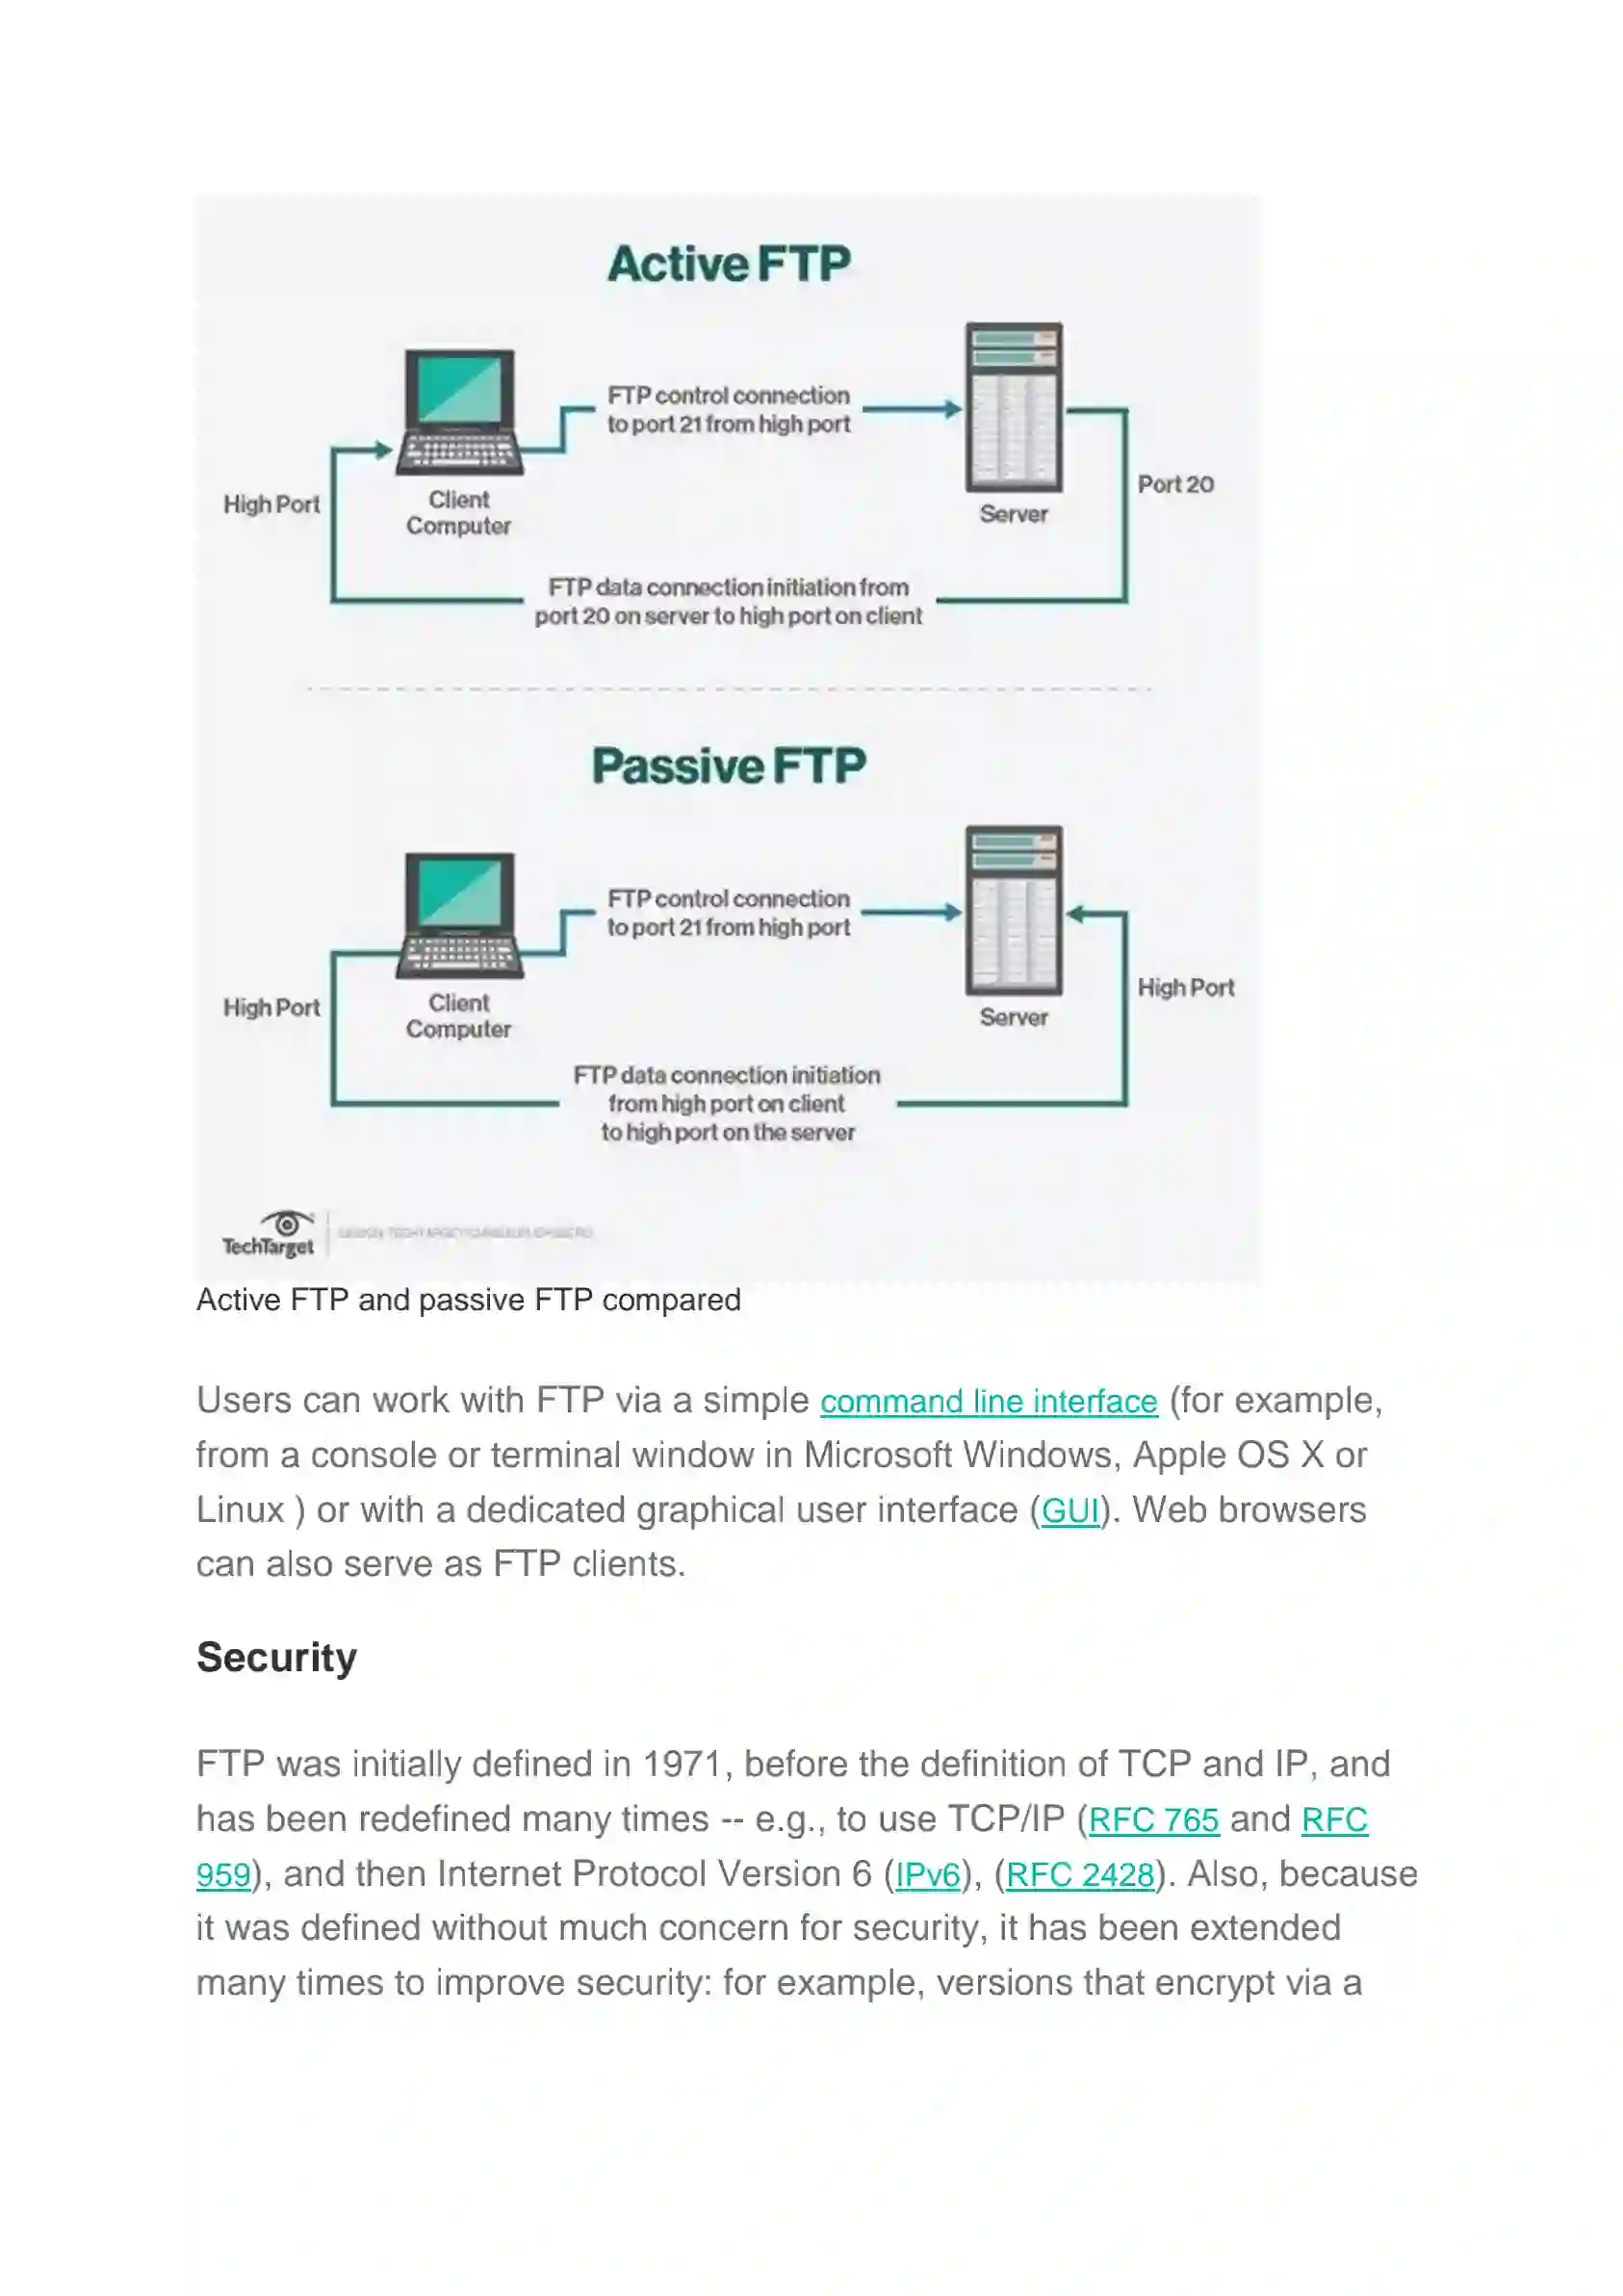 Active FTP
FTP control connection
to port 21 from high port
High Port
Client
Computer
Server
Port 20
FTP data connection initiation from
port 20 on server to high port on client
Passive FTP
FTP control connection
to port 21 from high port
High Port
Client
Computer
Server
High Port
FTP data connection initiation
from high port on client
to high port on the server
TechTarget
Active FTP and passive FTP compared
Users can work with FTP via a simple command line interface (for example,
from a console or terminal window in Microsoft Windows, Apple OS X or
Linux ) or with a dedicated graphical user interface (GUI). Web browsers
can also serve as FTP clients.
Security
FTP was initially defined in 1971, before the definition of TCP and IP, and
has been redefined many times -- e.g., to use TCP/IP (RFC 765 and RFC
959), and then Internet Protocol Version 6 (IPv6), (RFC 2428). Also, because
it was defined without much concern for security, it has been extended
many times to improve security: for example, versions that encrypt via a